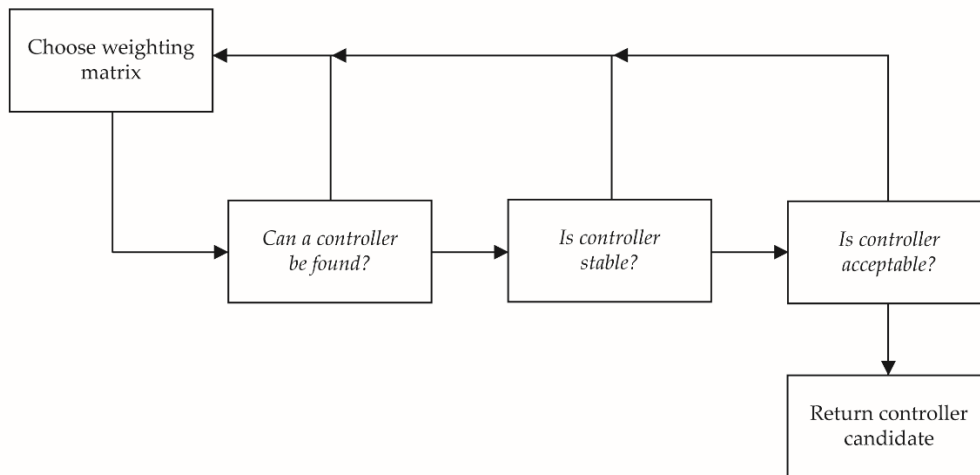 Choose weighting
matrix
Can a controller
be found?
Is controller
stable?
Is controller
acceptable?
Return controller
candidate